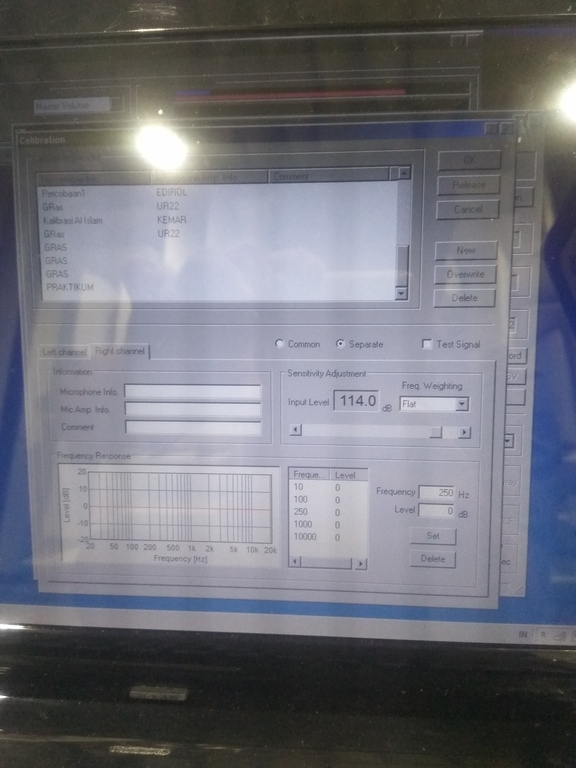 Master Volume
Calibration
Comment
OK
Percobaan1 EDIROL
Release
GRas UR22
Kalibrasi Al Islam KEMAR
Cancel
GRas UR22
GRAS
New
GRAS
GRAS
Overwrite
PRAKTIKUM
Delete
Common Separate Test Signal
Left channel Right channel
Information
Sensitivity Adjustment
Microphone Info.
Freq. Weighting
Mic.Amp. Info.
Input Level 114.0 dB Flat
Comment
Frequency Response
Freque... Level
20
10 0
10
100 0
Frequency 250 Hz
Level [dB] 0
250 0
Level 0 dB
-10
1000 0
-20
10000 0
Set
20 50 100 200 500 1k 2k 5k 10k 20k
Frequency [Hz]
Delete
IN